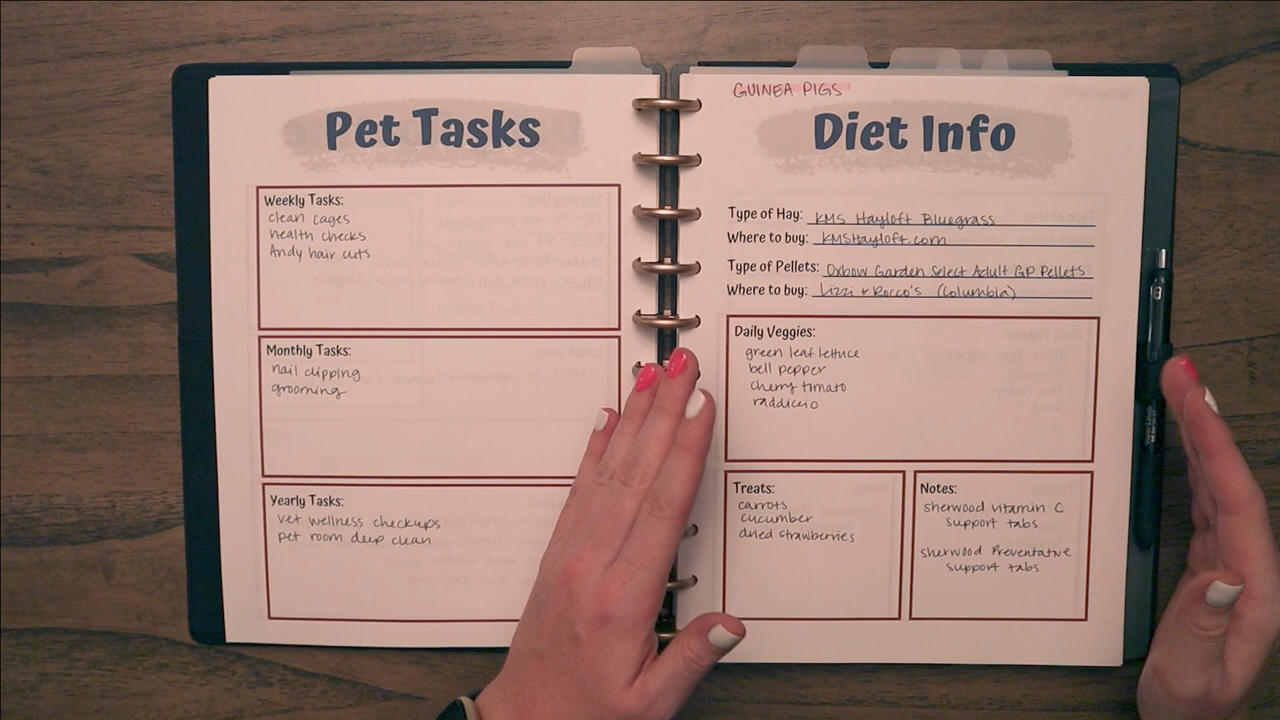 Pet Tasks
Weekly Tasks:
clean cages
health checks
Andy hair cuts
Monthly Tasks:
nail clipping
grooming
Yearly Tasks:
vet wellness checkups
pet room deep clean
GUINEA PIGS
Diet Info
Type of Hay: KMS Hayloft Bluegrass
Where to buy: KMSHayloft.com
Type of Pellets: Oxbow Garden Select Adult GP Pellets
Where to buy: Lizzi & Rocco's (Columbia)
Daily Veggies:
green leaf lettuce
bell pepper
cherry tomato
raddiccio
Treats:
carrots
cucumber
dried strawberries
Notes:
sherwood vitamin C
support tabs
sherwood Preventative
support tabs